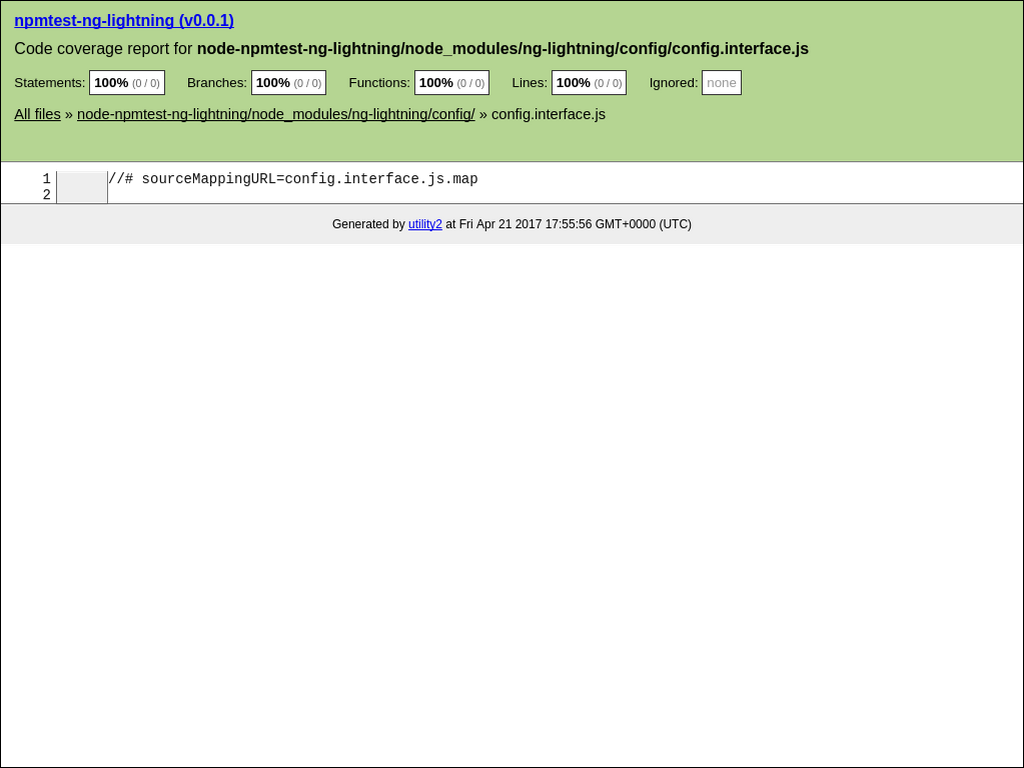 npmtest-ng-lightning (v0.0.1)
Code coverage report for node-npmtest-ng-lightning/node_modules/ng-lightning/config/config.interface.js
Statements: 100% (0 / 0) Branches: 100% (0 / 0) Functions: 100% (0 / 0) Lines: 100% (0 / 0) Ignored: none
All files » node-npmtest-ng-lightning/node_modules/ng-lightning/config/ » config.interface.js
1 //# sourceMappingURL=config.interface.js.map
2
Generated by utility2 at Fri Apr 21 2017 17:55:56 GMT+0000 (UTC)